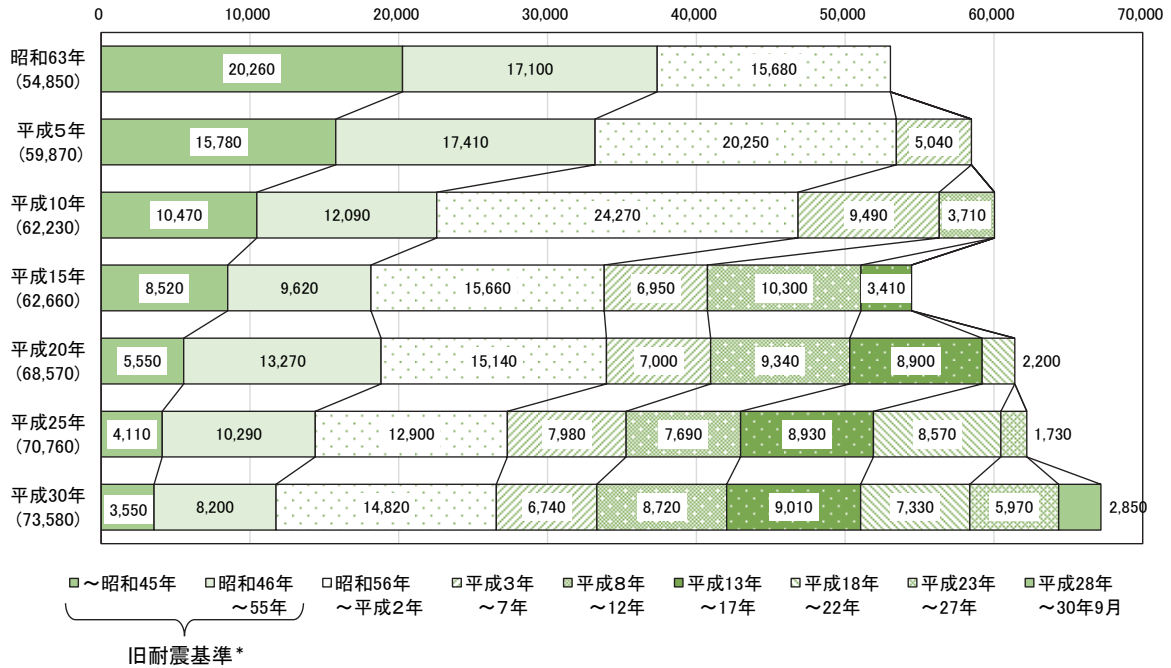 0 10,000 20,000 30,000 40,000 50,000 60,000 70,000
昭和63年
(54,850)
20,260 17,100 15,680
平成5年
(59,870)
15,780 17,410 20,250 5,040
平成10年
(62,230)
10,470 12,090 24,270 9,490 3,710
平成15年
(62,660)
8,520 9,620 15,660 6,950 10,300 3,410
平成20年
(68,570)
5,550 13,270 15,140 7,000 9,340 8,900 2,200
平成25年
(70,760)
4,110 10,290 12,900 7,980 7,690 8,930 8,570 1,730
平成30年
(73,580)
3,550 8,200 14,820 6,740 8,720 9,010 7,330 5,970 2,850
～昭和45年 昭和46年 昭和56年 平成3年 平成8年 平成13年 平成18年 平成23年 平成28年
～55年 ～平成2年 ～7年 ～12年 ～17年 ～22年 ～27年 ～30年9月
旧耐震基準*